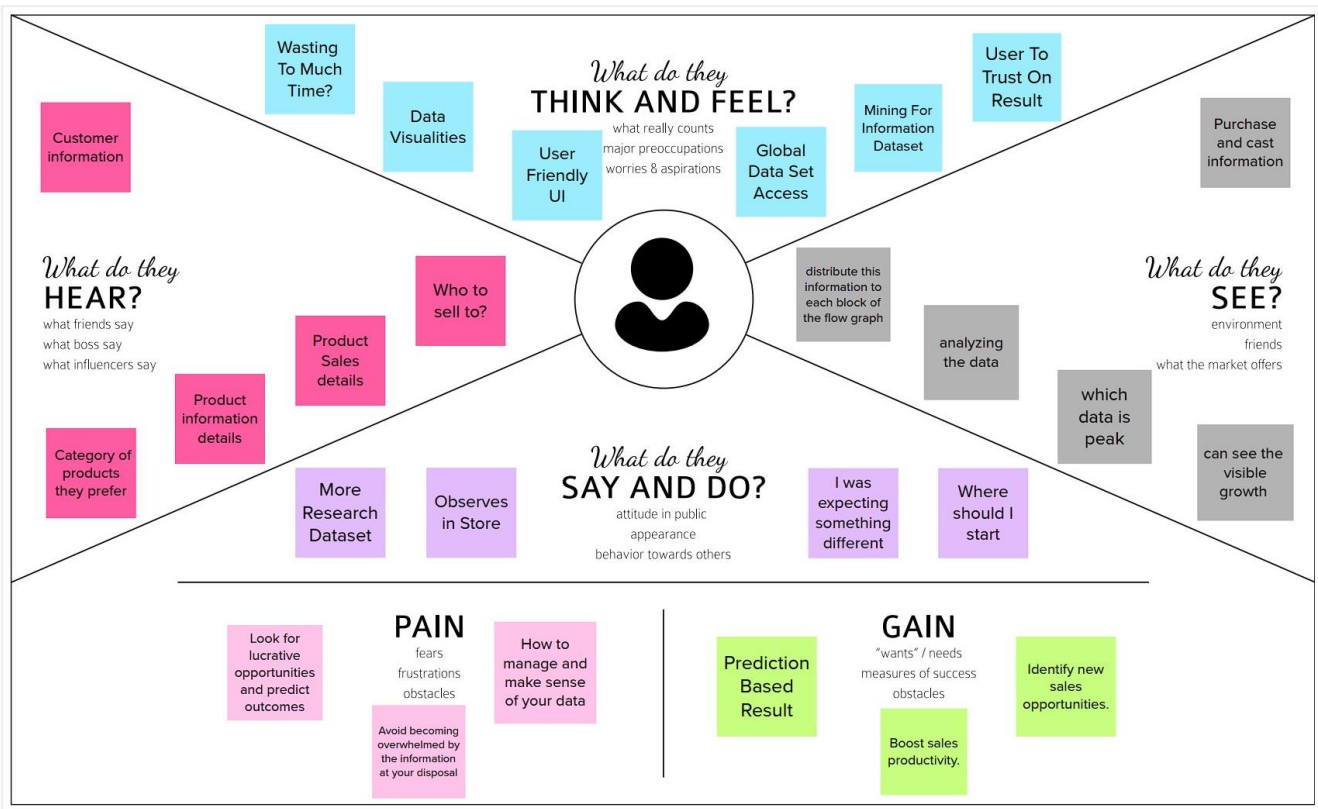 What do they
THINK AND FEEL?
what really counts
major preoccupations
worries & aspirations
Wasting
To Much
Time?
Data
Visualities
User
Friendly
UI
Global
Data Set
Access
Mining For
Information
Dataset
User To
Trust On
Result
What do they
HEAR?
what friends say
what boss say
what influencers say
Customer
information
Who to
sell to?
Product
Sales
details
Product
information
details
Category of
products
they prefer
What do they
SEE?
environment
friends
what the market offers
Purchase
and cast
information
distribute this
information to
each block of
the flow graph
analyzing
the data
which
data is
peak
can see the
visible
growth
What do they
SAY AND DO?
attitude in public
appearance
behavior towards others
More
Research
Dataset
Observes
in Store
I was
expecting
something
different
Where
should I
start
PAIN
fears
frustrations
obstacles
Look for
lucrative
opportunities
and predict
outcomes
Avoid becoming
overwhelmed by
the information
at your disposal
How to
manage and
make sense
of your data
GAIN
"wants" / needs
measures of success
obstacles
Prediction
Based
Result
Boost sales
productivity.
Identify new
sales
opportunities.